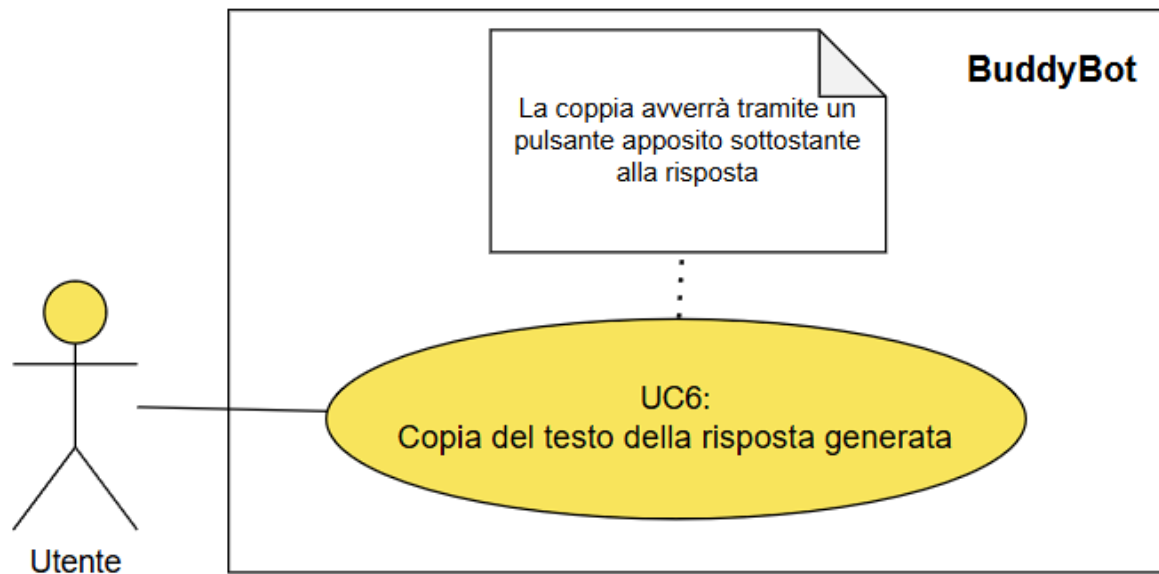 BuddyBot
La coppia avverrà tramite un
pulsante apposito sottostante
alla risposta
UC6:
Copia del testo della risposta generata
Utente